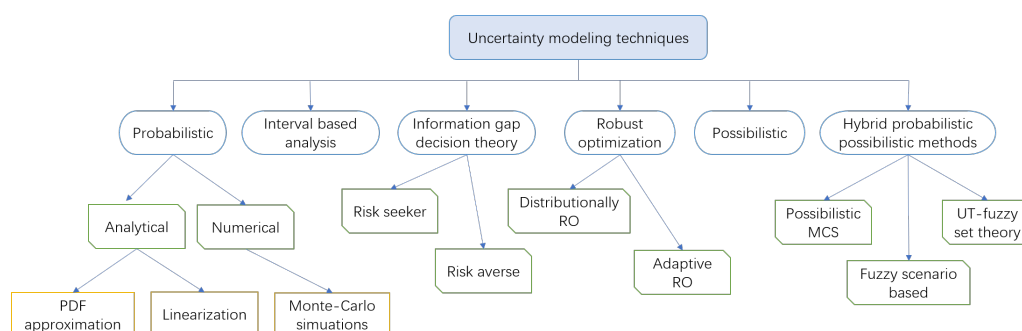 Uncertainty modeling techniques
Probabilistic
Interval based
analysis
Information gap
decision theory
Robust
optimization
Possibilistic
Hybrid probabilistic
possibilistic methods
Analytical
Numerical
Risk seeker
Risk averse
Distributionally
RO
Adaptive
RO
Possibilistic
MCS
Fuzzy scenario
based
UT-fuzzy
set theory
PDF
approximation
Linearization
Monte-Carlo
simuations